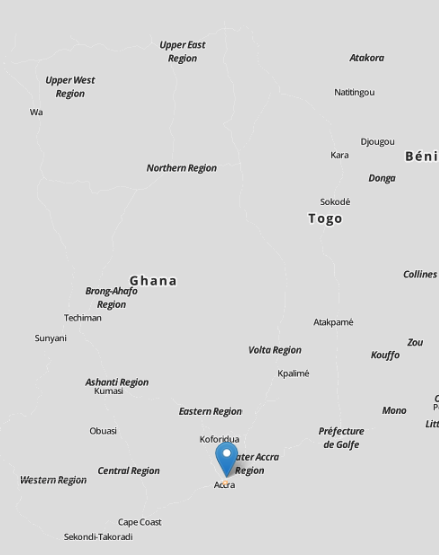 Upper East
Region
Atakora
Upper West
Region
Natitingou
Wa
Djougou
Kara
Béni
Northern Region
Donga
Sokodé
Togo
Collines
Ghana
Brong-Ahafo
Region
Techiman
Atakpamé
Sunyani
Zou
Volta Region
Kouffo
Kpalimé
Ashanti Region
Kumasi
Eastern Region
Mono
Obuasi
Préfecture
de Golfe
Koforidua
ater Accra
Region
Central Region
Western Region
Accra
Cape Coast
Sekondi-Takoradi